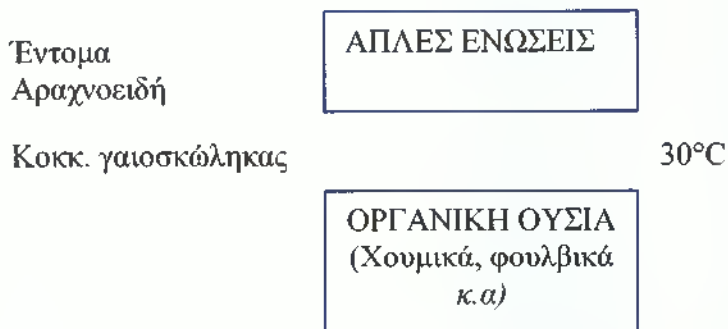 Έντομα
Αραχνοειδή
ΑΠΛΕΣ ΕΝΩΣΕΙΣ
Κοκκ. γαιοσκώληκας
30°C
ΟΡΓΑΝΙΚΗ ΟΥΣΙΑ
(Χουμικά, φουλβικά
κ.α)